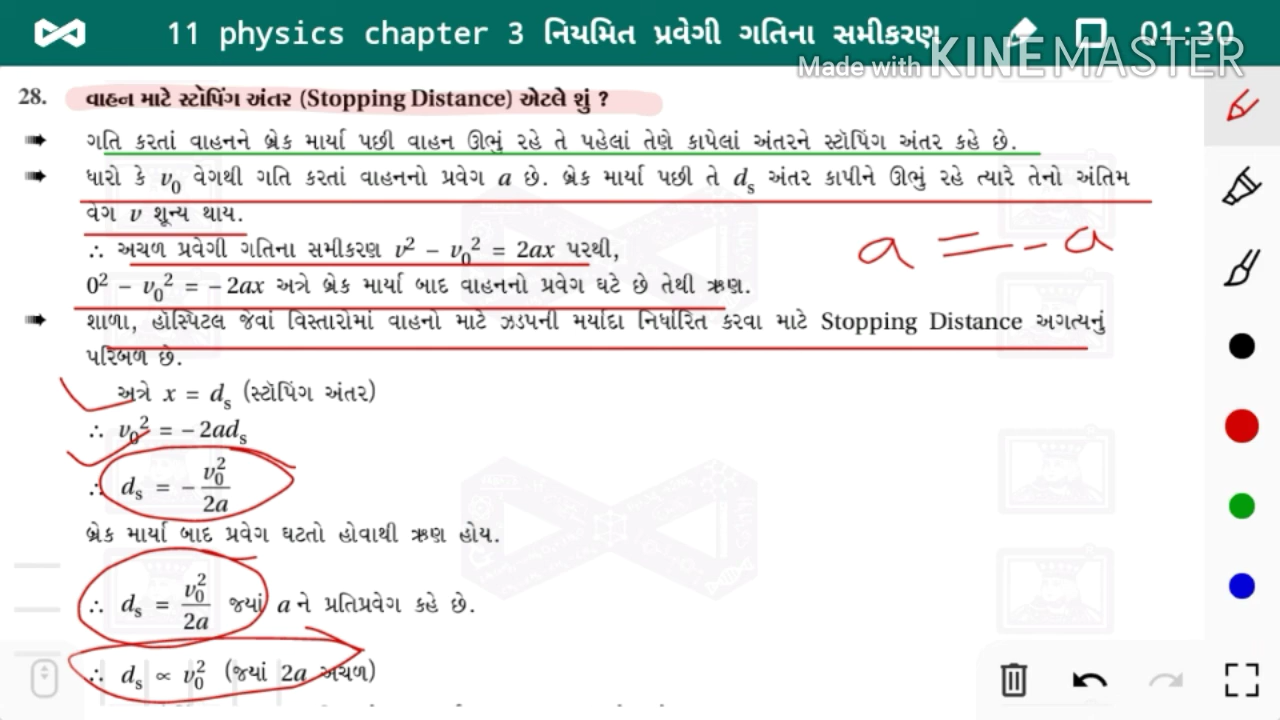 11 physics chapter 3 નિયમિત પ્રવેગી ગતિના સમીકરણ 01:30
Made with KINEMASTER
28. વાહન માટે સ્ટોપિંગ અંતર (Stopping Distance) એટલે શું ?
➠ ગતિ કરતાં વાહનને બ્રેક માર્યા પછી વાહન ઊભું રહે તે પહેલાં તેણે કાપેલાં અંતરને સ્ટૉપિંગ અંતર કહે છે.
➠ ધારો કે v₀ વેગથી ગતિ કરતાં વાહનનો પ્રવેગ a છે. બ્રેક માર્યા પછી તે dₛ અંતર કાપીને ઊભું રહે ત્યારે તેનો અંતિમ
વેગ v શૂન્ય થાય.
∴ અચળ પ્રવેગી ગતિના સમીકરણ v² – v₀² = 2ax પરથી,
a = – a
0² – v₀² = – 2ax અત્રે બ્રેક માર્યા બાદ વાહનનો પ્રવેગ ઘટે છે તેથી ઋણ.
➠ શાળા, હૉસ્પિટલ જેવાં વિસ્તારોમાં વાહનો માટે ઝડપની મર્યાદા નિર્ધારિત કરવા માટે Stopping Distance અગત્યનું
પરિબળ છે.
અત્રે x = dₛ (સ્ટૉપિંગ અંતર)
∴ v₀² = – 2adₛ
∴ dₛ = – v₀²/2a
બ્રેક માર્યા બાદ પ્રવેગ ઘટતો હોવાથી ઋણ હોય.
∴ dₛ = v₀²/2a જ્યાં a ને પ્રતિપ્રવેગ કહે છે.
∴ dₛ ∝ v₀² (જ્યાં 2a અચળ)